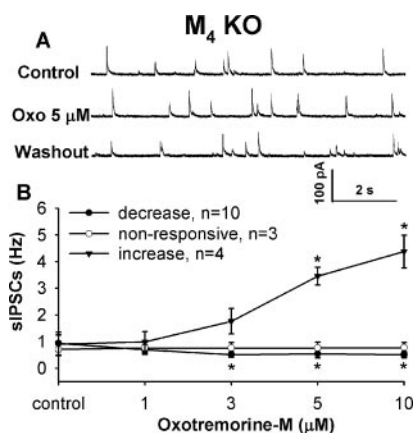 M₄ KO
A
Control
Oxo 5 μM
Washout
100 pA
2 s
B
decrease, n=10
non-responsive, n=3
increase, n=4
sIPSCs (Hz)
6
5
4
3
2
1
0
* *
* * *
control 1 3 5 10
Oxotremorine-M (μM)